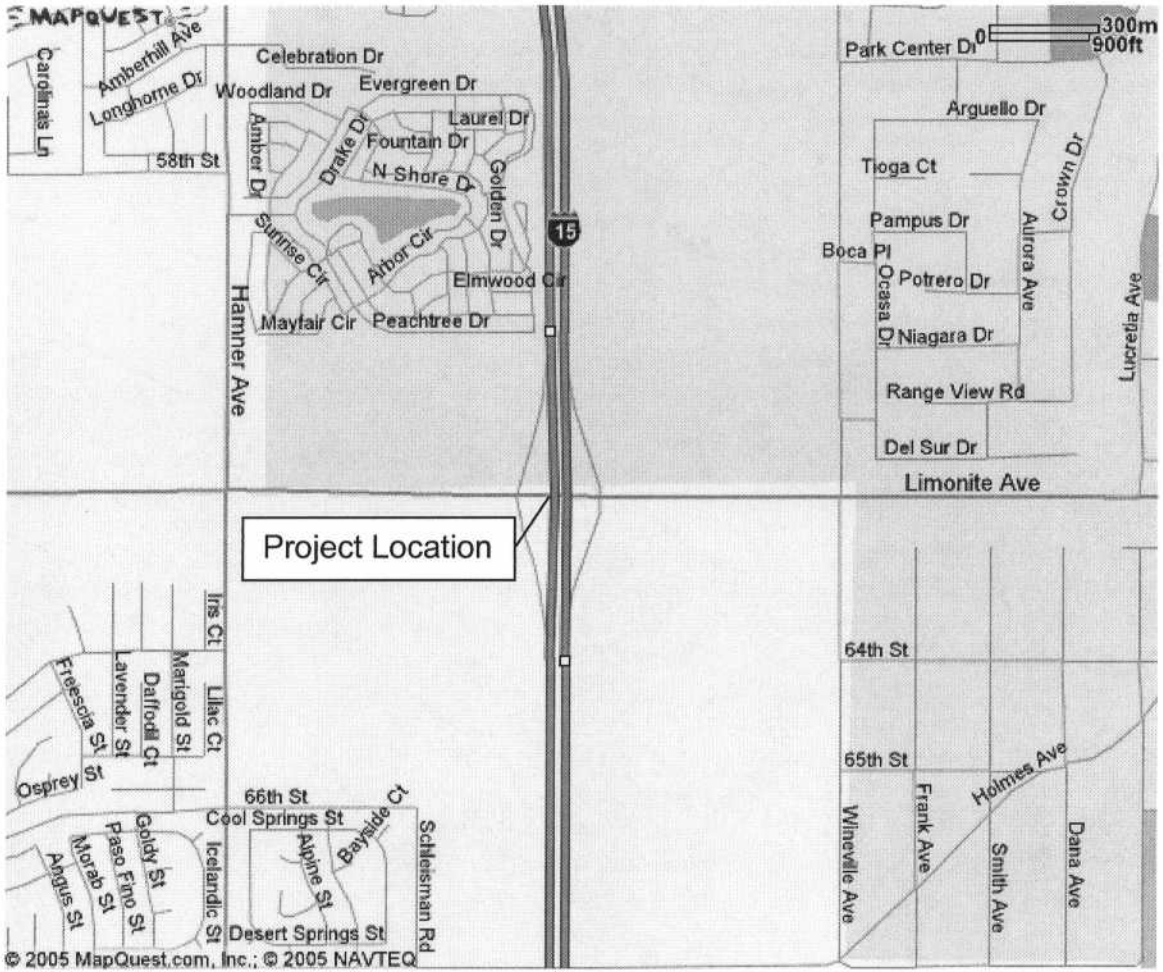 MAPQUEST
300m
0
900ft
Park Center Dr
Amberhill Ave
Carolinas Ln
Longhorne Dr
Celebration Dr
Evergreen Dr
Woodland Dr
Laurel Dr
Amber Dr
Drake Dr
Fountain Dr
58th St
N Shore Dr
Golden Dr
Sunrise Cir
Arbor Cir
Elmwood Cir
Mayfair Cir
Peachtree Dr
Hamner Ave
15
Arguello Dr
Tioga Ct
Crown Dr
Pampus Dr
Aurora Ave
Boca Pl
Ocasa Dr
Potrero Dr
Niagara Dr
Lucretia Ave
Range View Rd
Del Sur Dr
Limonite Ave
Project Location
Iris Ct
Freescia St
Lavender St
Daffodil Ct
Marigold St
Lilac Ct
Osprey St
64th St
65th St
Holmes Ave
66th St
Cool Springs St
Bayside Ct
Alpine St
Schleisman Rd
Goldy St
Paso Fino St
Morab St
Angus St
Icelandic St
Desert Springs St
Wineville Ave
Frank Ave
Smith Ave
Dana Ave
© 2005 MapQuest.com, Inc.; © 2005 NAVTEQ